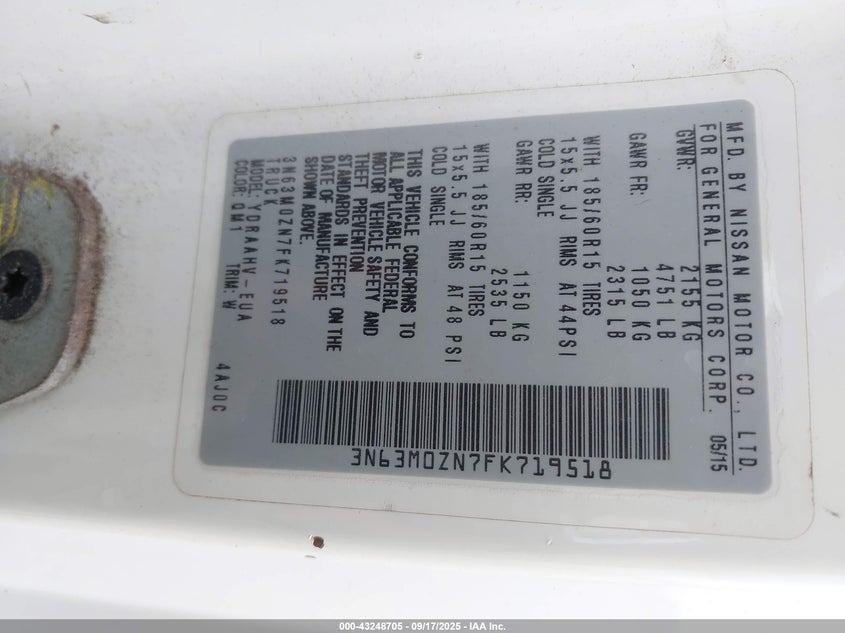 MFD. BY NISSAN MOTOR CO., LTD.
FOR GENERAL MOTORS CORP. 05/15
GVWR: 2155 KG
4751 LB
GAWR FR: 1050 KG
2315 LB
WITH 185/60R15 TIRES
15x5.5 JJ RIMS AT 44PSI
COLD SINGLE
GAWR RR: 1150 KG
2535 LB
WITH 185/60R15 TIRES
15x5.5 JJ RIMS AT 48 PSI
COLD SINGLE
THIS VEHICLE CONFORMS TO
ALL APPLICABLE FEDERAL
MOTOR VEHICLE SAFETY AND
THEFT PREVENTION
STANDARDS IN EFFECT ON THE
DATE OF MANUFACTURE
SHOWN ABOVE.
3N63M0ZN7FK719518
TRUCK
MODEL: VDRAAHV-EUA
COLOR: QM1 TRIM: W 4AJ0C
3N63M0ZN7FK719518
000-43248705 - 09/17/2025 - IAA Inc.